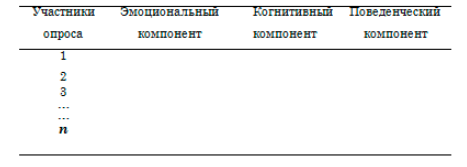 Участники Эмоциональный Когнитивный Поведенческий
опроса компонент компонент компонент
1
2
3
...
...
n